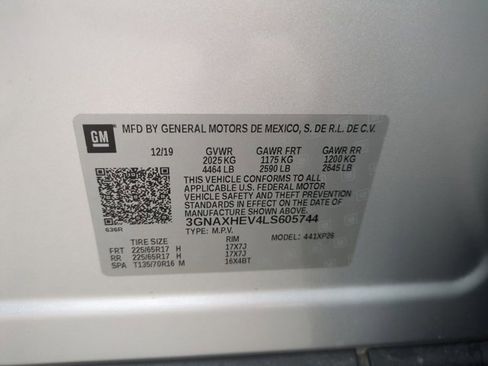 GM MFD BY GENERAL MOTORS DE MEXICO, S. DE R.L. DE C.V.
12/19 GVWR GAWR FRT GAWR RR
2025 KG 1175 KG 1200 KG
4464 LB 2590 LB 2645 LB
THIS VEHICLE CONFORMS TO ALL
APPLICABLE U.S. FEDERAL MOTOR
VEHICLE SAFETY AND THEFT PREVENTION
STANDARDS IN EFFECT ON THE DATE OF
MANUFACTURE SHOWN ABOVE.
636R 3GNAXHEV4LS605744
TYPE: M.P.V. MODEL: 441XP26
TIRE SIZE RIM
FRT 225/65R17 H 17X7J
RR 225/65R17 H 17X7J
SPA T135/70R16 M 16X4BT